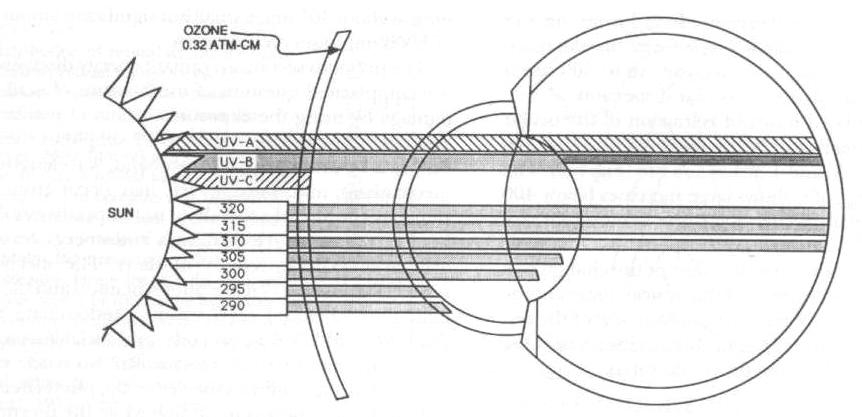 OZONE
0.32 ATM-CM
UV-A
UV-B
UV-C
SUN
320
315
310
305
300
295
290